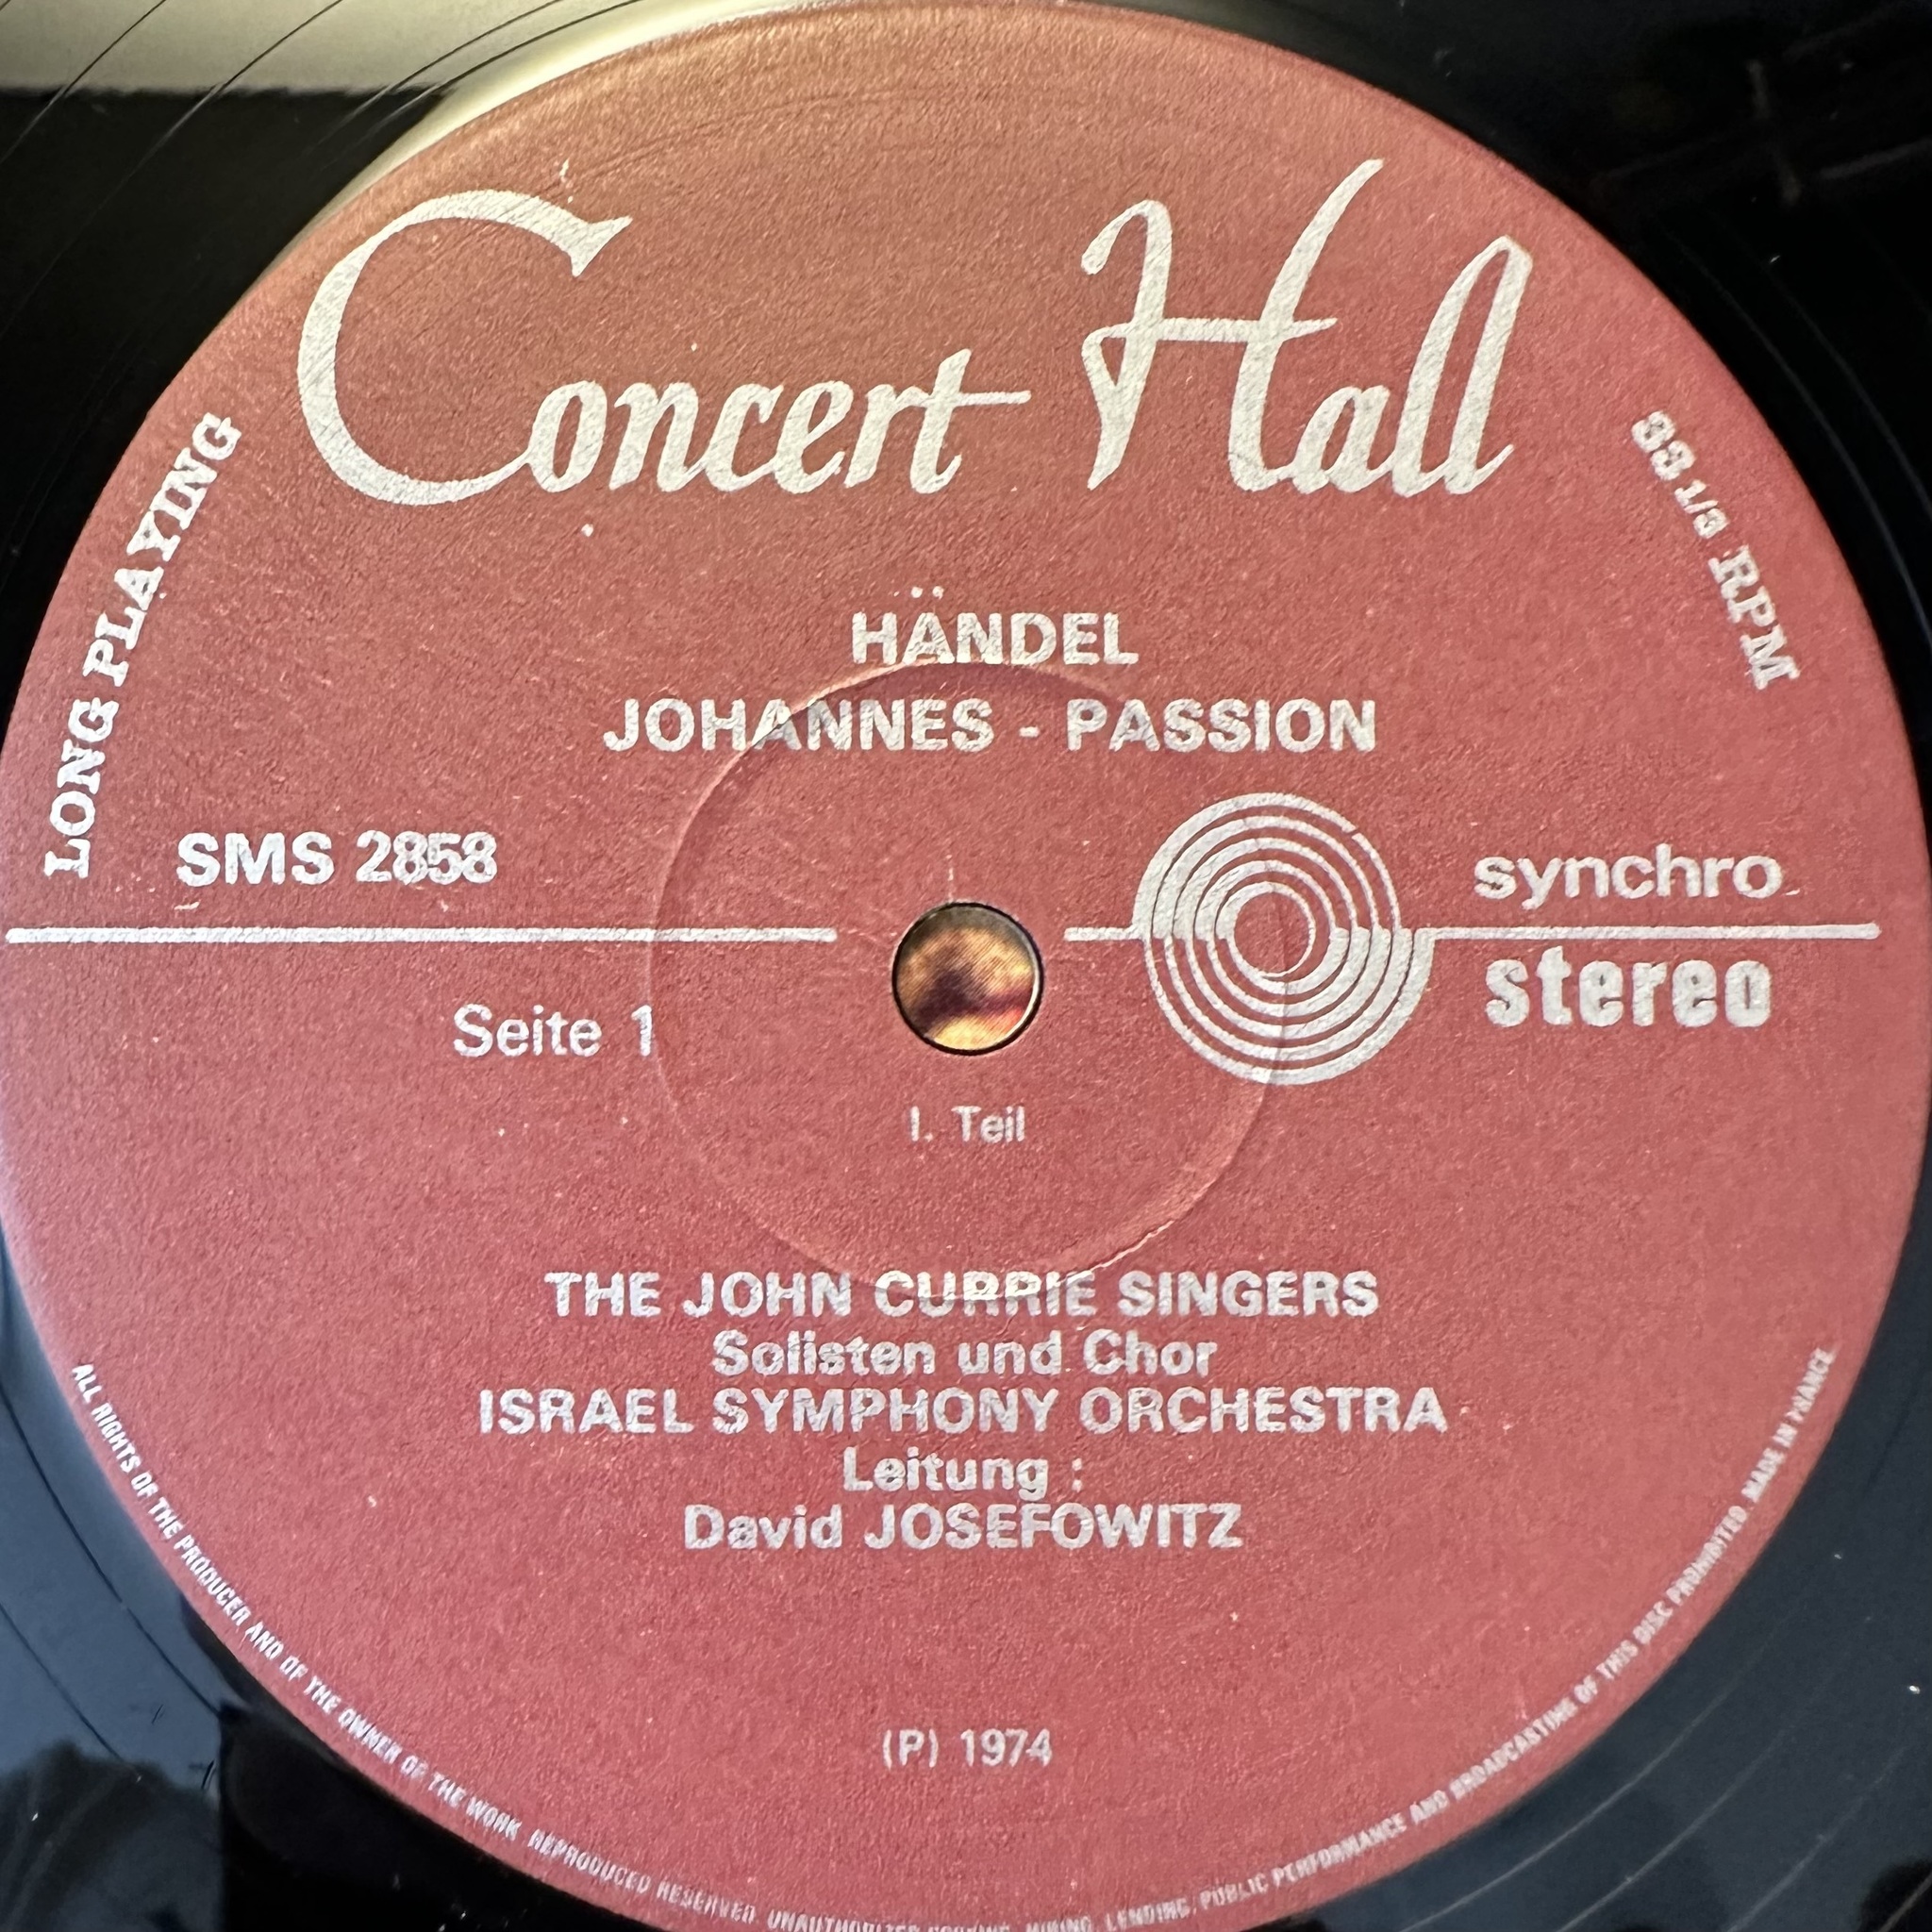 Concert Hall
LONG PLAYING
33 1/3 RPM
HÄNDEL
JOHANNES - PASSION
SMS 2858
synchro
stereo
Seite 1
I. Teil
THE JOHN CURRIE SINGERS
Solisten und Chor
ISRAEL SYMPHONY ORCHESTRA
Leitung :
David JOSEFOWITZ
(P) 1974
ALL RIGHTS OF THE PRODUCER AND OF THE OWNER OF THE WORK REPRODUCED RESERVED UNAUTHORIZED LENDING. PUBLIC PERFORMANCE AND BROADCASTING OF THIS DISC PROHIBITED. MADE IN FRANCE.